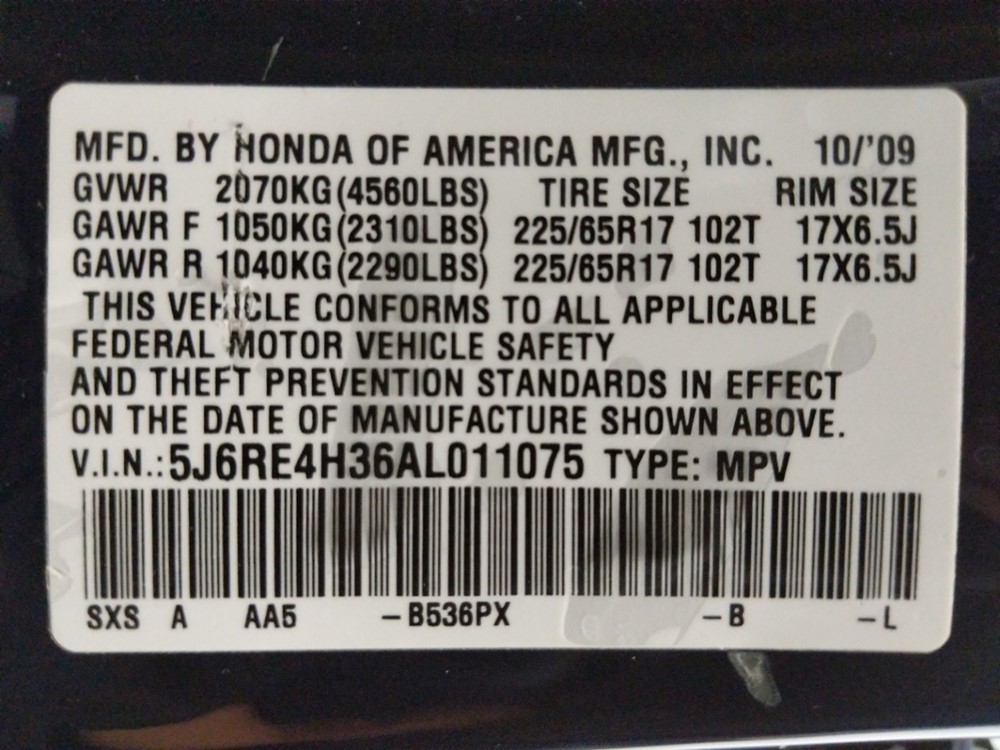 MFD. BY HONDA OF AMERICA MFG., INC. 10/'09
GVWR 2070KG(4560LBS) TIRE SIZE RIM SIZE
GAWR F 1050KG(2310LBS) 225/65R17 102T 17X6.5J
GAWR R 1040KG(2290LBS) 225/65R17 102T 17X6.5J
THIS VEHICLE CONFORMS TO ALL APPLICABLE
FEDERAL MOTOR VEHICLE SAFETY
AND THEFT PREVENTION STANDARDS IN EFFECT
ON THE DATE OF MANUFACTURE SHOWN ABOVE.
V.I.N.:5J6RE4H36AL011075 TYPE: MPV
SXS A AA5 –B536PX –B –L